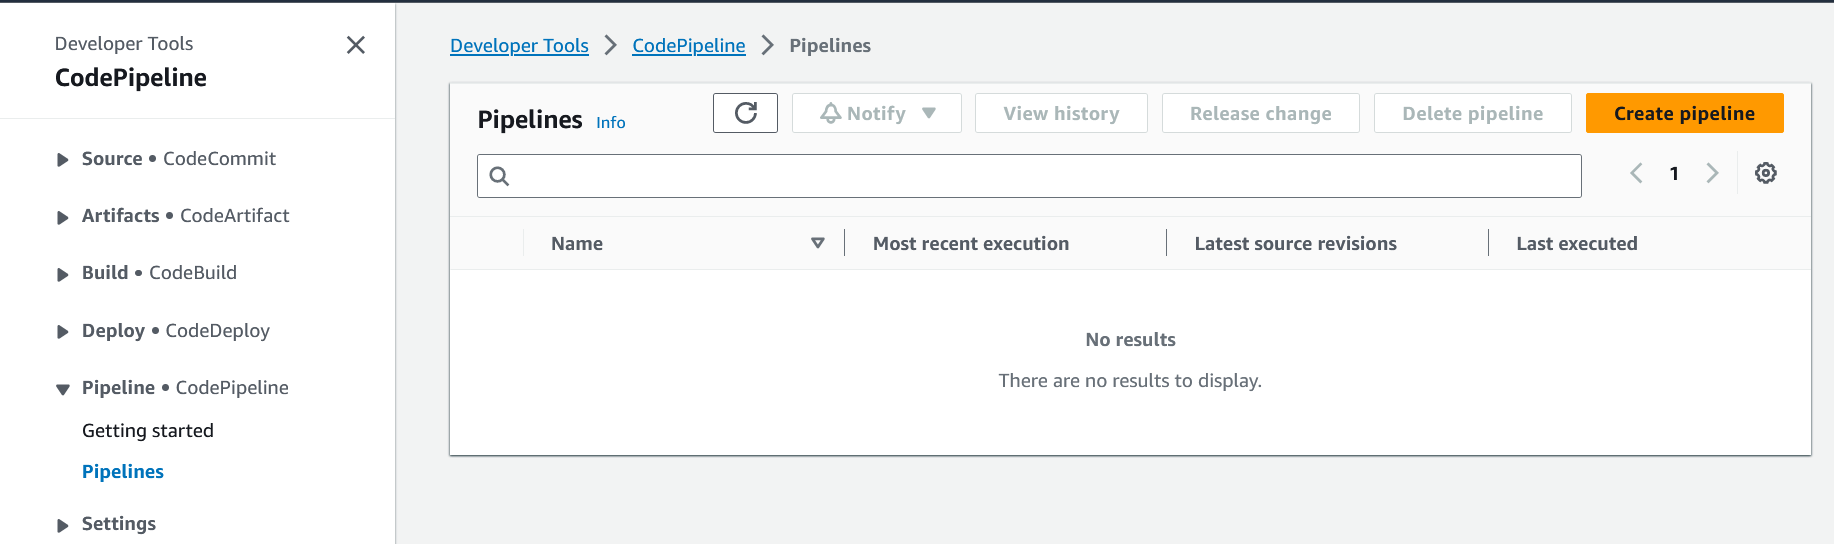 Developer Tools
CodePipeline
Source • CodeCommit
Artifacts • CodeArtifact
Build • CodeBuild
Deploy • CodeDeploy
Pipeline • CodePipeline
Getting started
Pipelines
Settings
Developer Tools > CodePipeline > Pipelines
Pipelines Info Notify View history Release change Delete pipeline Create pipeline
1
Name Most recent execution Latest source revisions Last executed
No results
There are no results to display.